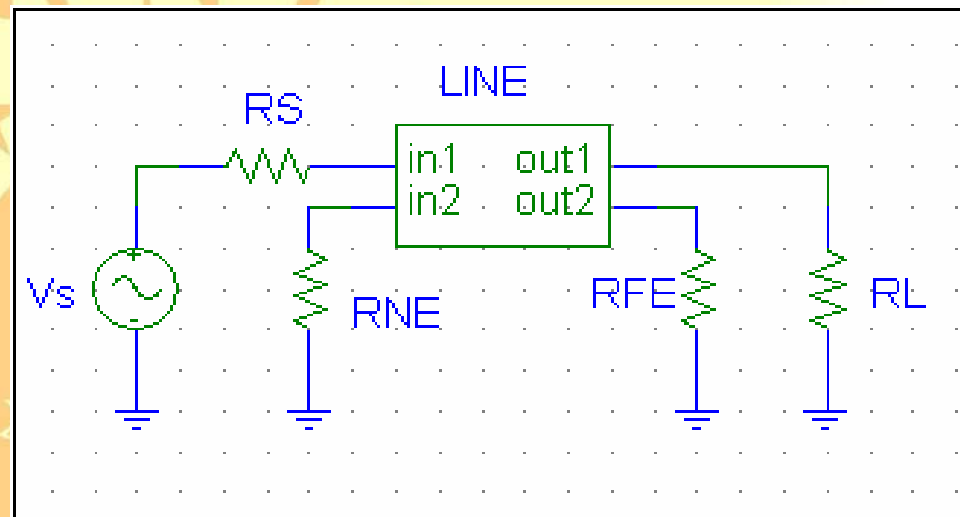 LINE
RS
in1 out1
in2 out2
Vs
RNE
RFE
RL